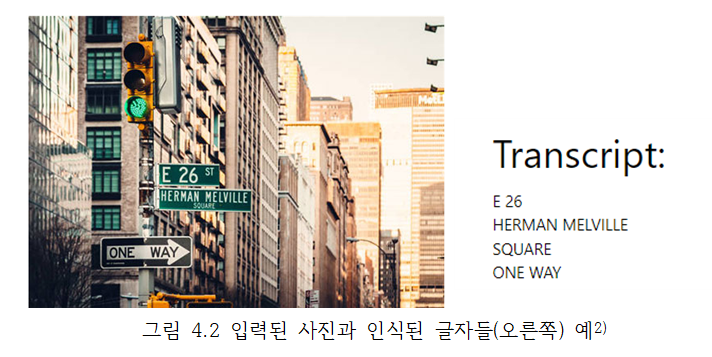 E 26 ST
HERMAN MELVILLE
SQUARE
ONE WAY
Transcript:
E 26
HERMAN MELVILLE
SQUARE
ONE WAY
그림 4.2 입력된 사진과 인식된 글자들(오른쪽) 예2)